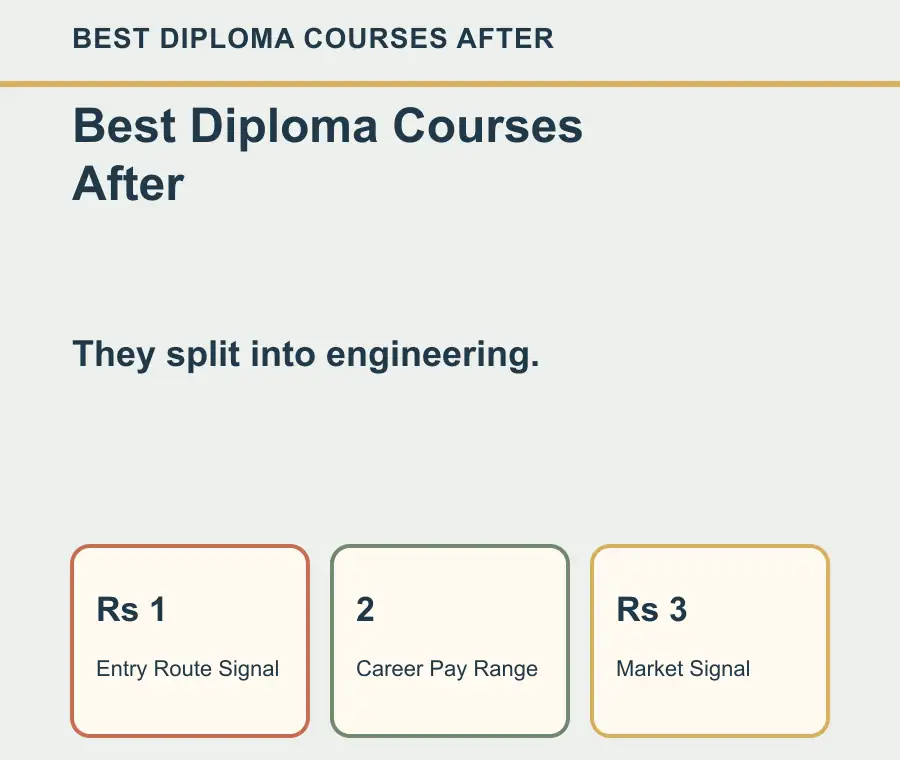 BEST DIPLOMA COURSES AFTER
Best Diploma Courses
After
They split into engineering.
Rs 1
Entry Route Signal
2
Career Pay Range
Rs 3
Market Signal